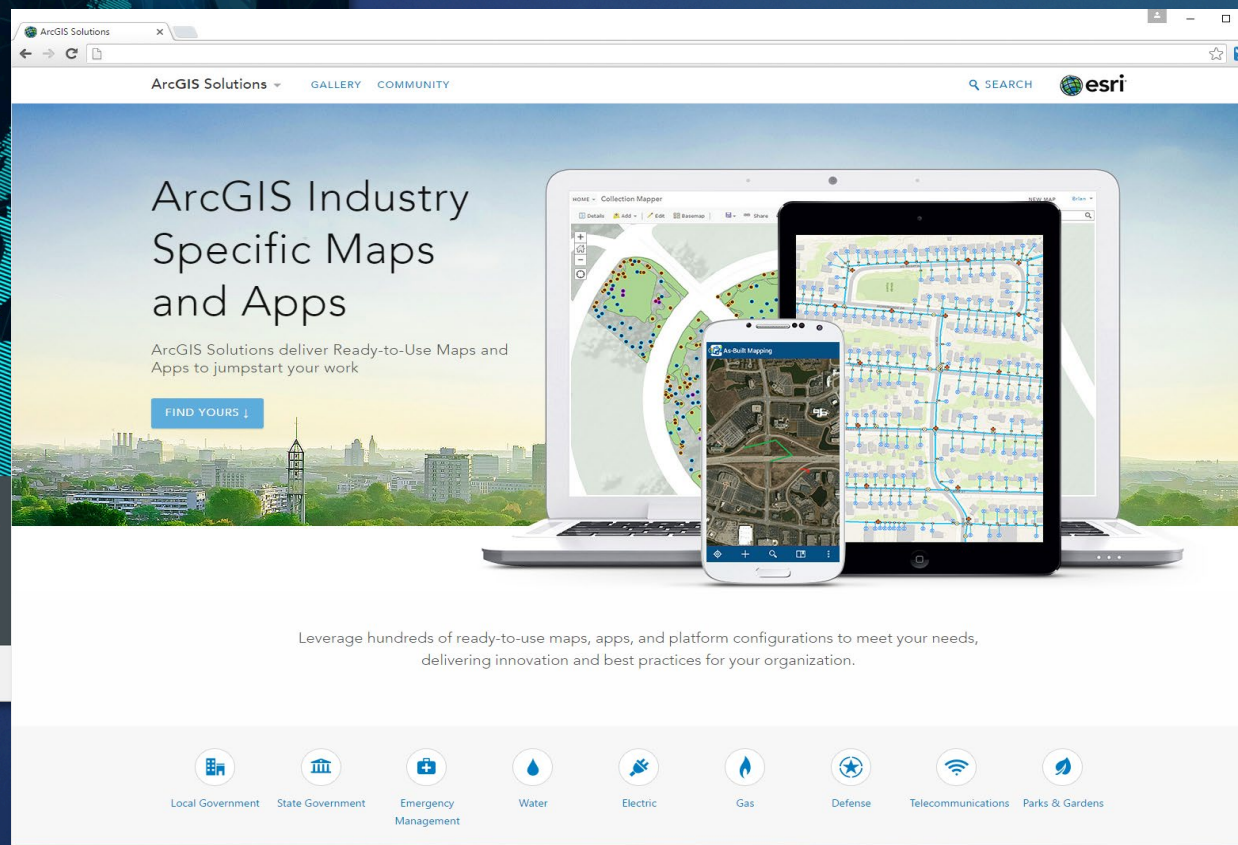 ArcGIS Solutions
ArcGIS Solutions GALLERY COMMUNITY SEARCH esri
ArcGIS Industry
Specific Maps
and Apps
ArcGIS Solutions deliver Ready-to-Use Maps and
Apps to jumpstart your work
FIND YOURS ↓
HOME Collection Mapper NEW MAP Brian
Details Add Edit Basemap Share
As-Built Mapping
Leverage hundreds of ready-to-use maps, apps, and platform configurations to meet your needs,
delivering innovation and best practices for your organization.
Local Government State Government Emergency Water Electric Gas Defense Telecommunications Parks & Gardens
Management